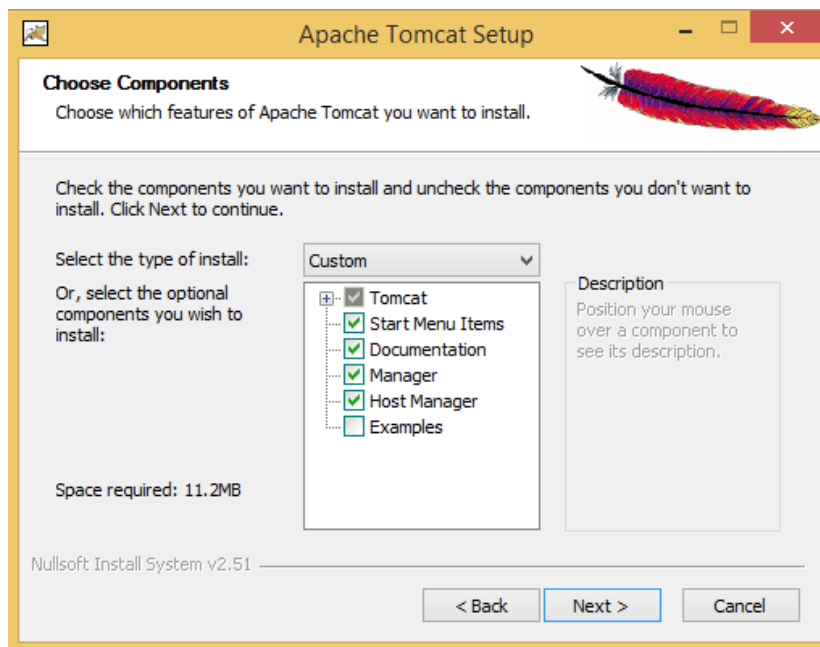 Apache Tomcat Setup
Choose Components
Choose which features of Apache Tomcat you want to install.
Check the components you want to install and uncheck the components you don't want to
install. Click Next to continue.
Select the type of install:
Custom
Or, select the optional
components you wish to
install:
Tomcat
Start Menu Items
Documentation
Manager
Host Manager
Examples
Description
Position your mouse
over a component to
see its description.
Space required: 11.2MB
Nullsoft Install System v2.51
< Back
Next >
Cancel